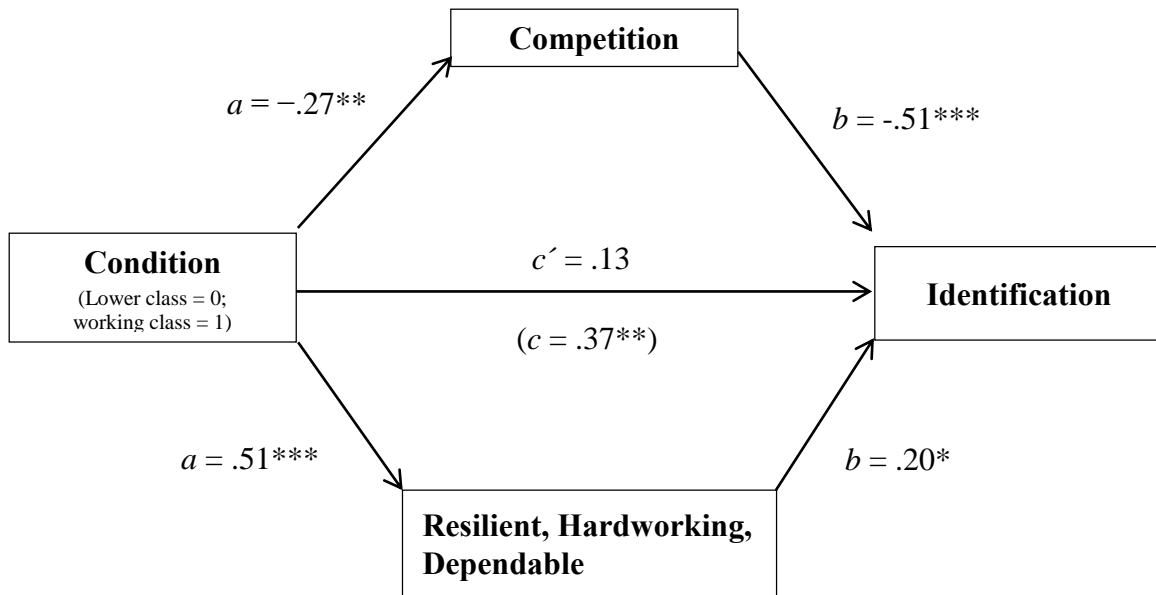 Competition
a = −.27**
b = -.51***
Condition
(Lower class = 0;
working class = 1)
c´ = .13
(c = .37**)
Identification
a = .51***
b = .20*
Resilient, Hardworking,
Dependable